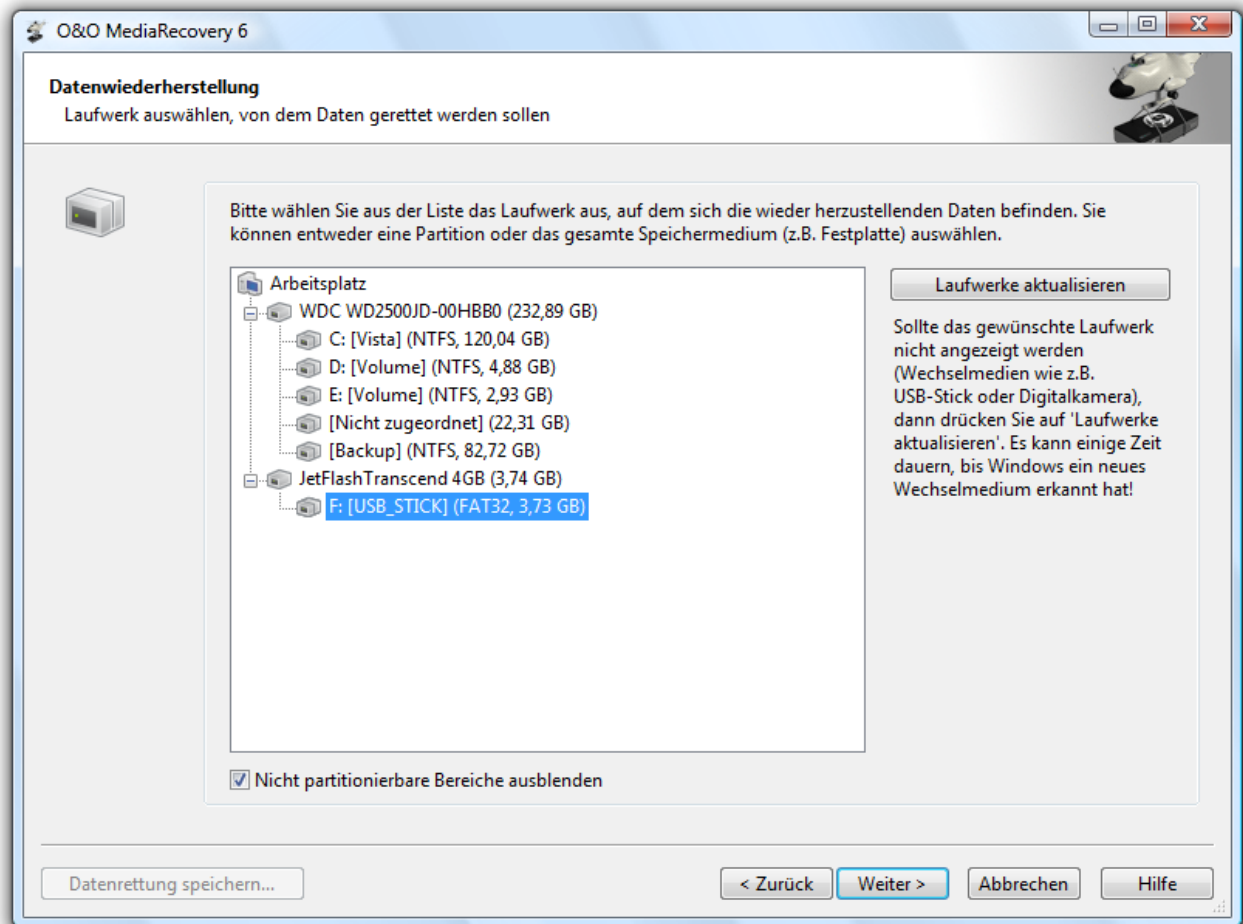 O&O MediaRecovery 6
Datenwiederherstellung
Laufwerk auswählen, von dem Daten gerettet werden sollen
Bitte wählen Sie aus der Liste das Laufwerk aus, auf dem sich die wieder herzustellenden Daten befinden. Sie
können entweder eine Partition oder das gesamte Speichermedium (z.B. Festplatte) auswählen.
Arbeitsplatz
WDC WD2500JD-00HBB0 (232,89 GB)
C: [Vista] (NTFS, 120,04 GB)
D: [Volume] (NTFS, 4,88 GB)
E: [Volume] (NTFS, 2,93 GB)
[Nicht zugeordnet] (22,31 GB)
[Backup] (NTFS, 82,72 GB)
JetFlashTranscend 4GB (3,74 GB)
F: [USB_STICK] (FAT32, 3,73 GB)
Laufwerke aktualisieren
Sollte das gewünschte Laufwerk
nicht angezeigt werden
(Wechselmedien wie z.B.
USB-Stick oder Digitalkamera),
dann drücken Sie auf 'Laufwerke
aktualisieren'. Es kann einige Zeit
dauern, bis Windows ein neues
Wechselmedium erkannt hat!
Nicht partitionierbare Bereiche ausblenden
Datenrettung speichern...
< Zurück
Weiter >
Abbrechen
Hilfe